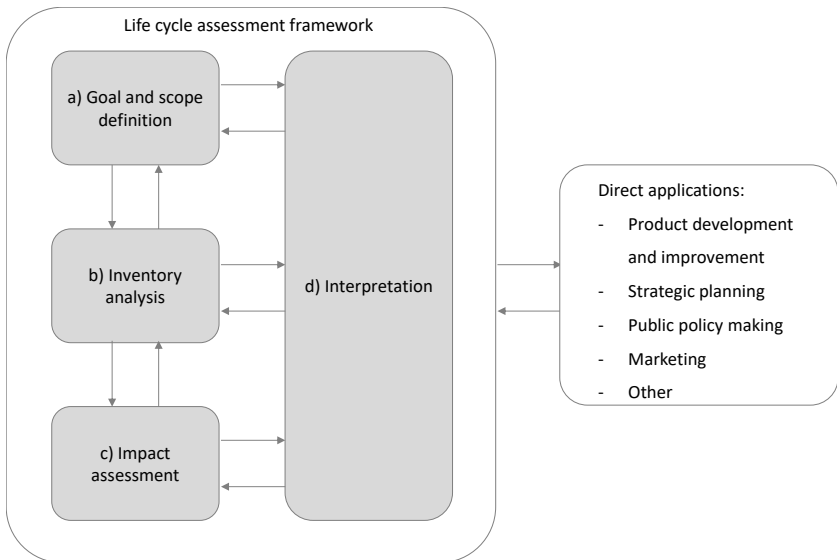 Life cycle assessment framework
a) Goal and scope
definition
b) Inventory
analysis
c) Impact
assessment
d) Interpretation
Direct applications:
- Product development
and improvement
- Strategic planning
- Public policy making
- Marketing
- Other